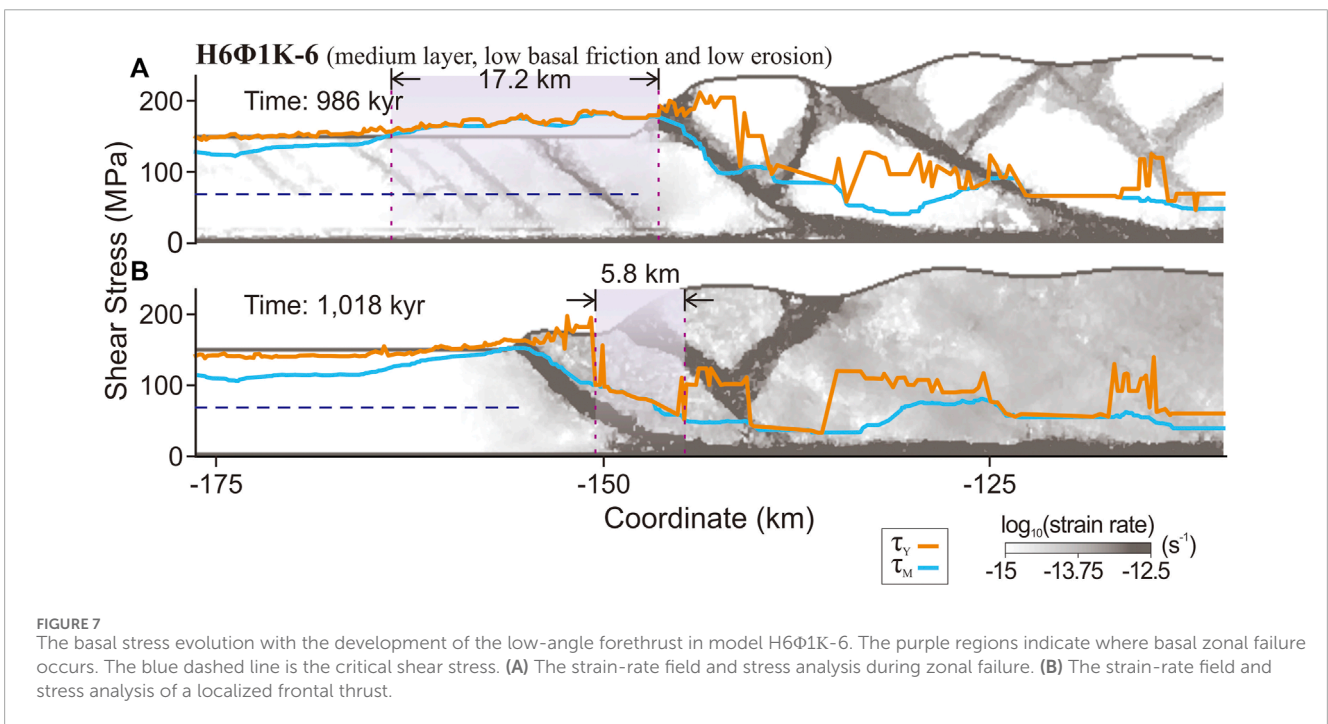 H6Φ1K-6 (medium layer, low basal friction and low erosion)
A
17.2 km
Time: 986 kyr
200
100
0
B
5.8 km
Time: 1,018 kyr
200
100
0
Shear Stress (MPa)
-175
-150
-125
Coordinate (km)
τY
τM
log10(strain rate)
(s-1)
-15
-13.75
-12.5
FIGURE 7
The basal stress evolution with the development of the low-angle forethrust in model H6Φ1K-6. The purple regions indicate where basal zonal failure
occurs. The blue dashed line is the critical shear stress. (A) The strain-rate field and stress analysis during zonal failure. (B) The strain-rate field and
stress analysis of a localized frontal thrust.